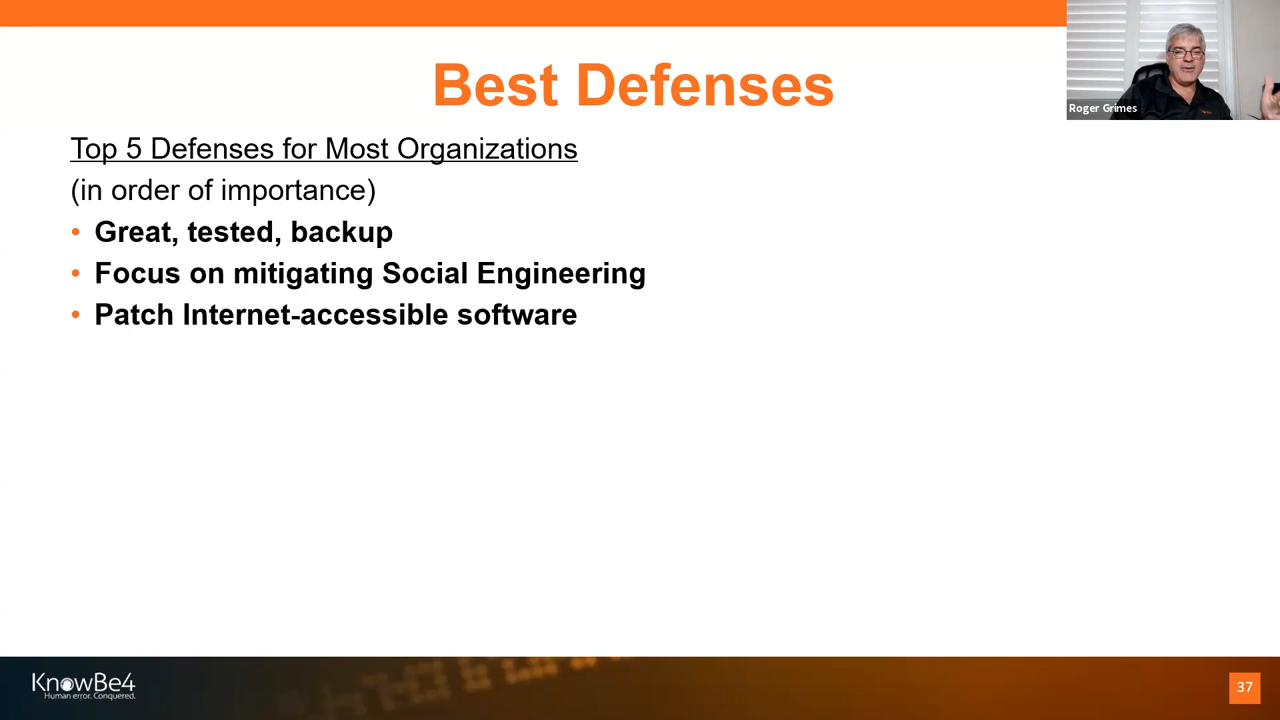 Best Defenses
Roger Grimes
Top 5 Defenses for Most Organizations
(in order of importance)
• Great, tested, backup
• Focus on mitigating Social Engineering
• Patch Internet-accessible software
KnowBe4
Human error. Conquered.
37